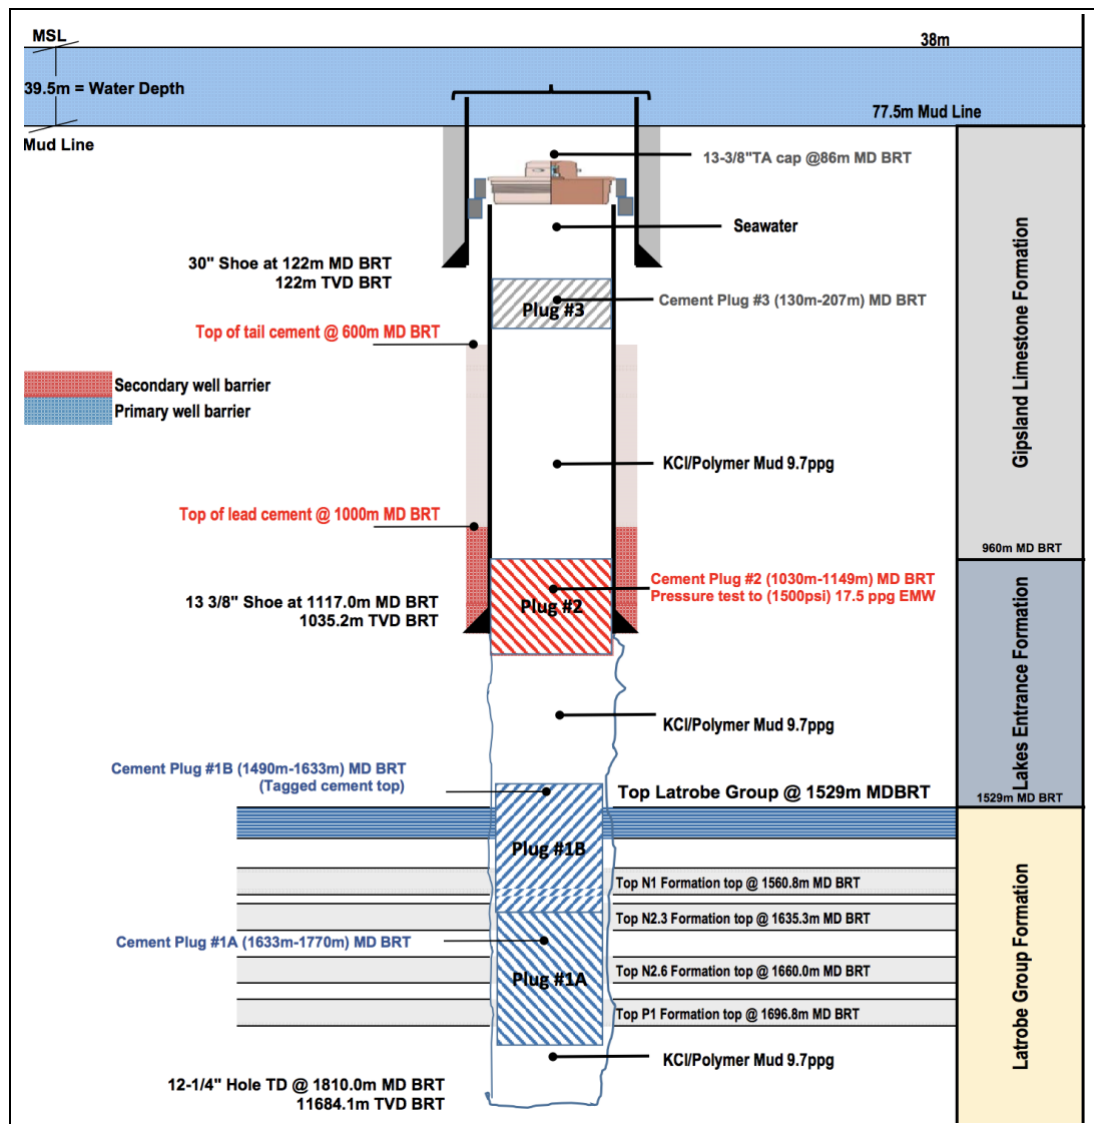 MSL
38m
39.5m = Water Depth
77.5m Mud Line
Mud Line
13-3/8"TA cap @86m MD BRT
Seawater
30" Shoe at 122m MD BRT
122m TVD BRT
Cement Plug #3 (130m-207m) MD BRT
Plug #3
Top of tail cement @ 600m MD BRT
Secondary well barrier
Primary well barrier
Gipsland Limestone Formation
KCl/Polymer Mud 9.7ppg
Top of lead cement @ 1000m MD BRT
960m MD BRT
Cement Plug #2 (1030m-1149m) MD BRT
Pressure test to (1500psi) 17.5 ppg EMW
Plug #2
13 3/8" Shoe at 1117.0m MD BRT
1035.2m TVD BRT
Lakes Entrance Formation
KCl/Polymer Mud 9.7ppg
Cement Plug #1B (1490m-1633m) MD BRT
(Tagged cement top)
Top Latrobe Group @ 1529m MDBRT
1529m MD BRT
Plug #1B
Top N1 Formation top @ 1560.8m MD BRT
Top N2.3 Formation top @ 1635.3m MD BRT
Cement Plug #1A (1633m-1770m) MD BRT
Top N2.6 Formation top @ 1660.0m MD BRT
Plug #1A
Top P1 Formation top @ 1696.8m MD BRT
Latrobe Group Formation
KCl/Polymer Mud 9.7ppg
12-1/4" Hole TD @ 1810.0m MD BRT
11684.1m TVD BRT